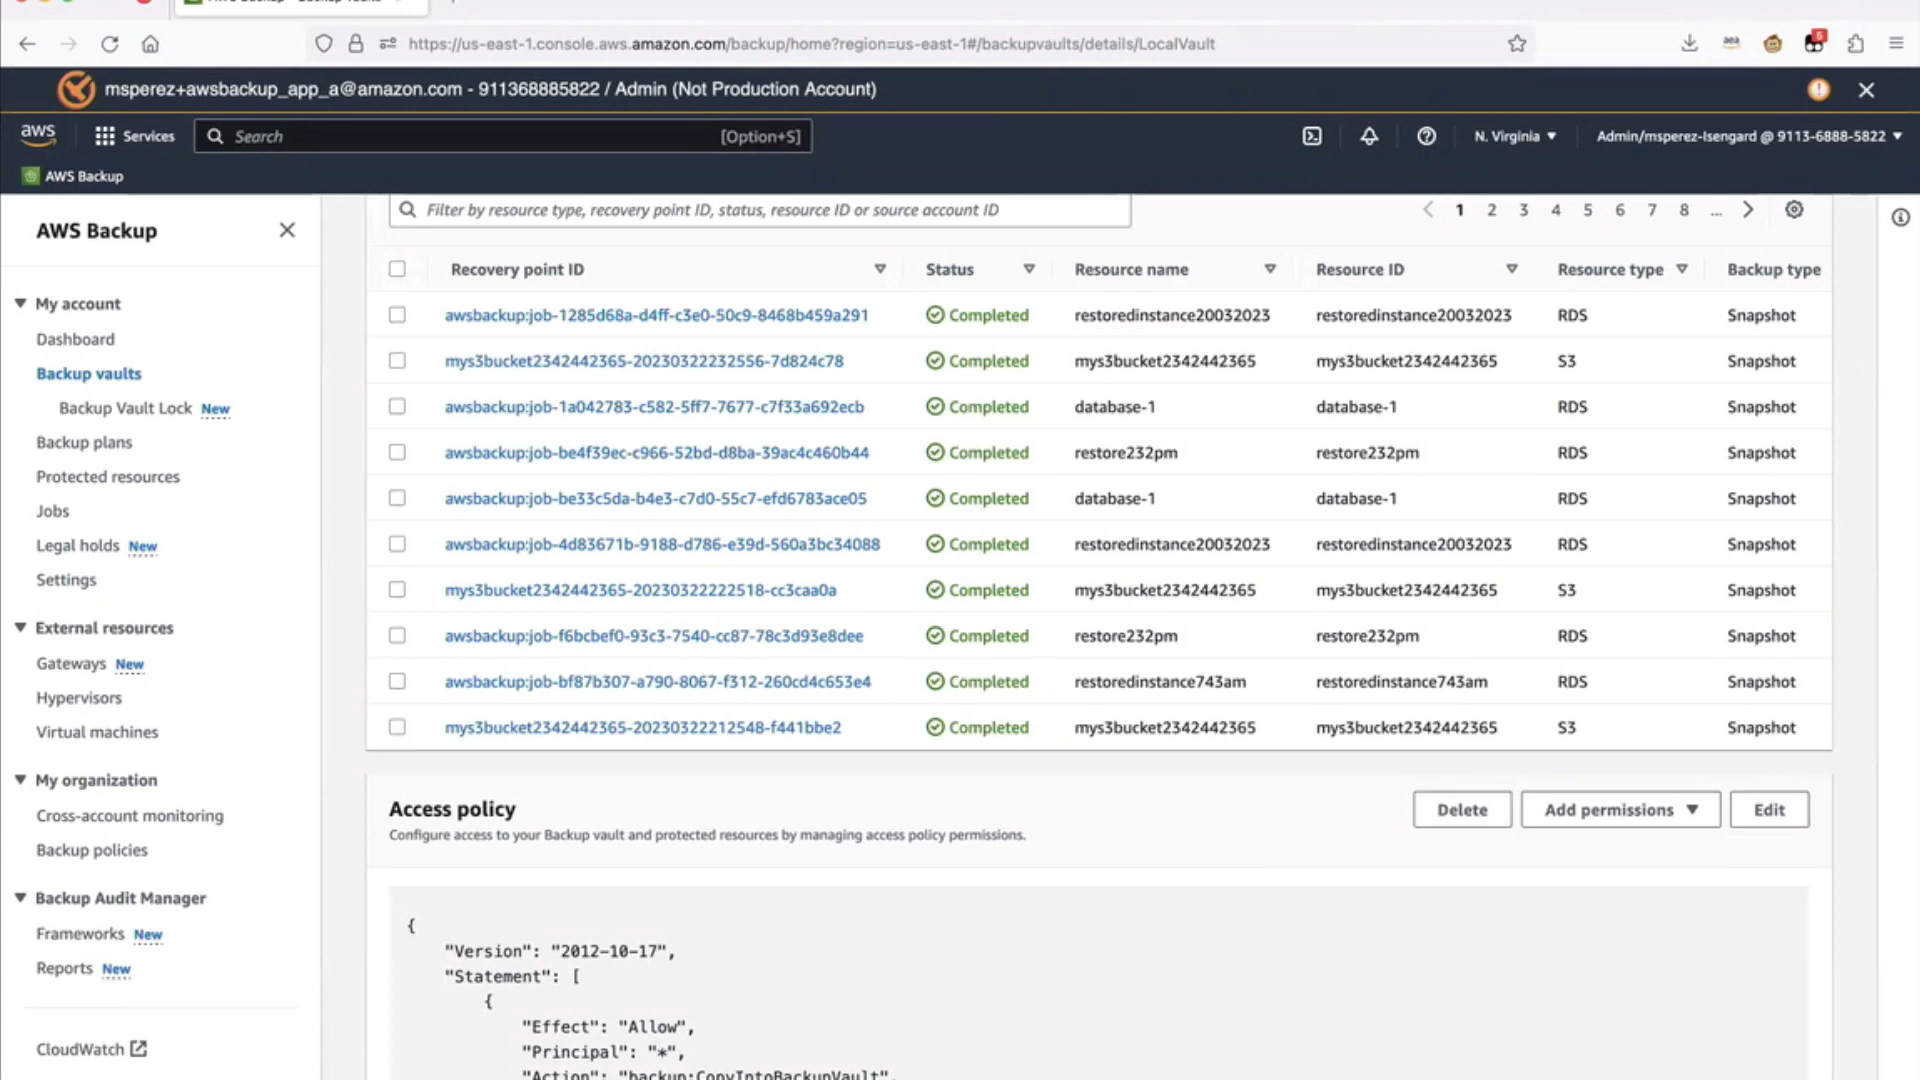 https://us-east-1.console.aws.amazon.com/backup/home?region=us-east-1#/backupvaults/details/LocalVault
5
msperez+awsbackup_app_a@amazon.com - 911368885822 / Admin (Not Production Account)
aws Services Search [Option+S] N. Virginia Admin/msperez-Isengard @ 9113-6888-5822
AWS Backup
AWS Backup
My account
Dashboard
Backup vaults
Backup Vault Lock New
Backup plans
Protected resources
Jobs
Legal holds New
Settings
External resources
Gateways New
Hypervisors
Virtual machines
My organization
Cross-account monitoring
Backup policies
Backup Audit Manager
Frameworks New
Reports New
CloudWatch
Filter by resource type, recovery point ID, status, resource ID or source account ID 1 2 3 4 5 6 7 8 ...
Recovery point ID Status Resource name Resource ID Resource type Backup type
awsbackup:job-1285d68a-d4ff-c3e0-50c9-8468b459a291 Completed restoredinstance20032023 restoredinstance20032023 RDS Snapshot
mys3bucket2342442365-20230322232556-7d824c78 Completed mys3bucket2342442365 mys3bucket2342442365 S3 Snapshot
awsbackup:job-1a042783-c582-5ff7-7677-c7f33a692ecb Completed database-1 database-1 RDS Snapshot
awsbackup:job-be4f39ec-c966-52bd-d8ba-39ac4c460b44 Completed restore232pm restore232pm RDS Snapshot
awsbackup:job-be33c5da-b4e3-c7d0-55c7-efd6783ace05 Completed database-1 database-1 RDS Snapshot
awsbackup:job-4d83671b-9188-d786-e39d-560a3bc34088 Completed restoredinstance20032023 restoredinstance20032023 RDS Snapshot
mys3bucket2342442365-20230322222518-cc3caa0a Completed mys3bucket2342442365 mys3bucket2342442365 S3 Snapshot
awsbackup:job-f6bcbef0-93c3-7540-cc87-78c3d93e8dee Completed restore232pm restore232pm RDS Snapshot
awsbackup:job-bf87b307-a790-8067-f312-260cd4c653e4 Completed restoredinstance743am restoredinstance743am RDS Snapshot
mys3bucket2342442365-20230322212548-f441bbe2 Completed mys3bucket2342442365 mys3bucket2342442365 S3 Snapshot
Access policy Delete Add permissions Edit
Configure access to your Backup vault and protected resources by managing access policy permissions.
{
"Version": "2012-10-17",
"Statement": [
{
"Effect": "Allow",
"Principal": "*",
"Action": "backup:CopyIntoBackupVault",